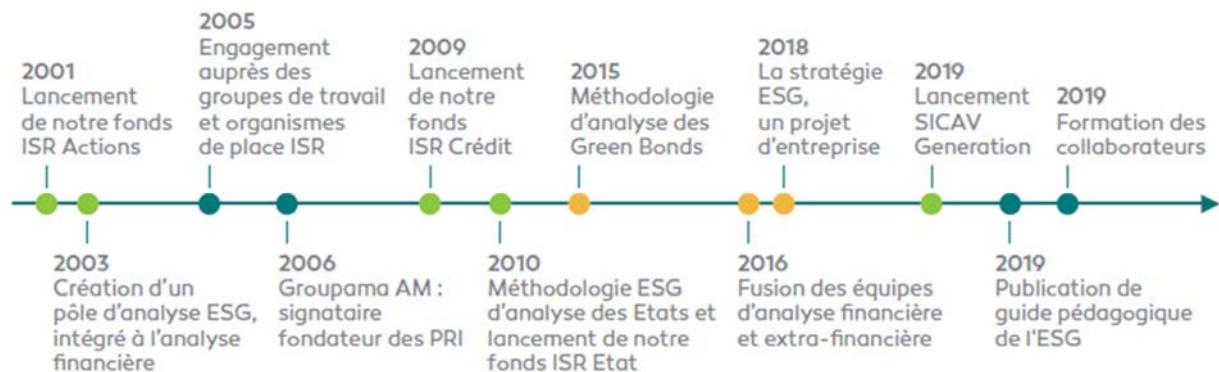 2001
Lancement
de notre fonds
ISR Actions
2003
Création d'un
pôle d'analyse ESG,
intégré à l'analyse
financière
2005
Engagement
auprès des
groupes de travail
et organismes
de place ISR
2006
Groupama AM :
signataire
fondateur des PRI
2009
Lancement
de notre
fonds
ISR Crédit
2010
Méthodologie ESG
d'analyse des Etats et
lancement de notre
fonds ISR Etat
2015
Méthodologie
d'analyse des
Green Bonds
2016
Fusion des équipes
d'analyse financière
et extra-financière
2018
La stratégie
ESG,
un projet
d'entreprise
2019
Lancement
SICAV
Generation
2019
Publication de
guide pédagogique
de l'ESG
2019
Formation des
collaborateurs